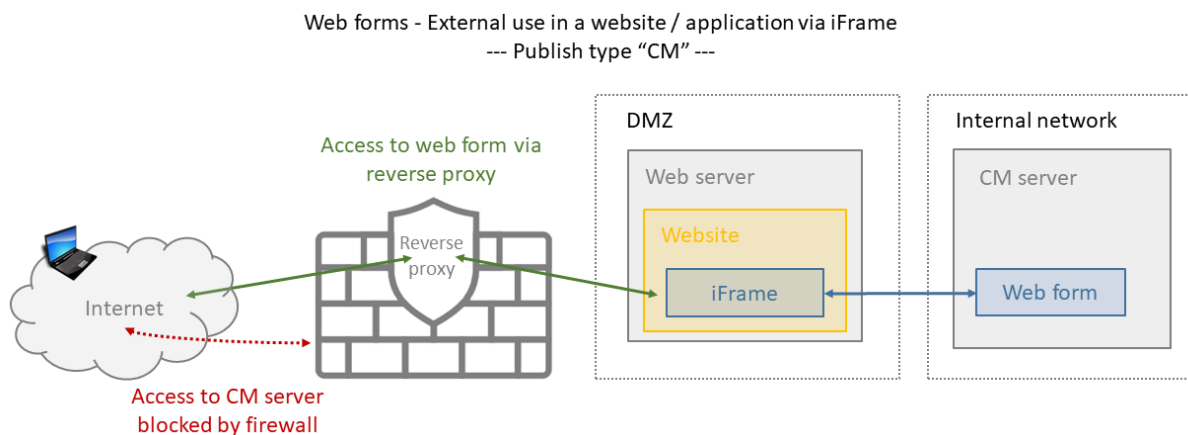 Web forms - External use in a website / application via iFrame
--- Publish type “CM” ---
DMZ
Internal network
Access to web form via
reverse proxy
Web server
CM server
Website
Reverse
proxy
Internet
iFrame
Web form
Access to CM server
blocked by firewall